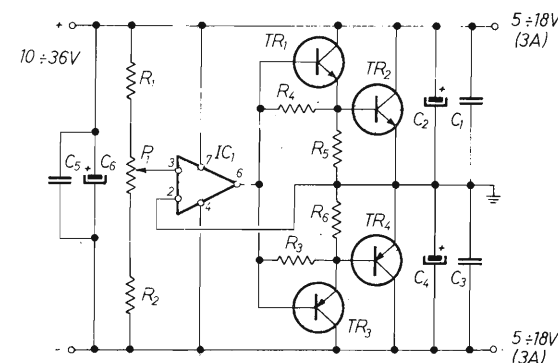 +
5÷18V
(3A)
10÷36V
TR1
TR2
R1
R4
C2
C1
P1
IC1
R5
C5
+
C6
3
7
6
2
4
R6
R3
TR4
C4
C3
R2
TR3
-
5÷18V
(3A)